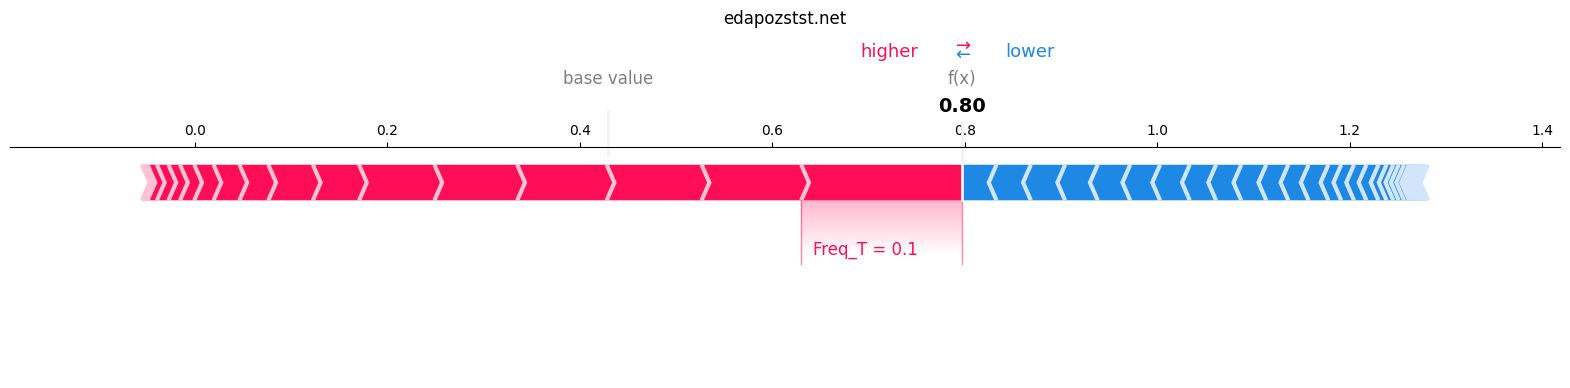 edapozstst.net
higher ⇄ lower
base value f(x)
0.80
0.0 0.2 0.4 0.6 0.8 1.0 1.2 1.4
Freq_T = 0.1